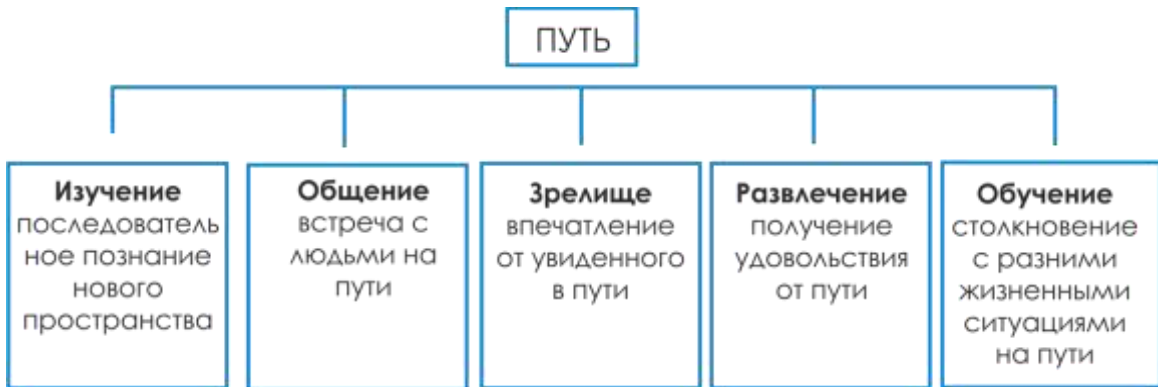 ПУТЬ
Изучение
последователь
ное познание
нового
пространства
Общение
встреча с
людьми на
пути
Зрелище
впечатление
от увиденного
в пути
Развлечение
получение
удовольствия
от пути
Обучение
столкновение
с разними
жизненными
ситуациями
на пути